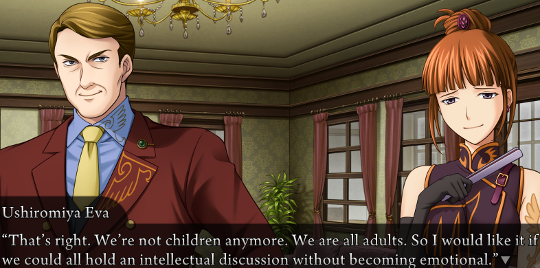 Ushiromiya Eva
“That's right. We're not children anymore. We are all adults. So I would like it if
we could all hold an intellectual discussion without becoming emotional.”